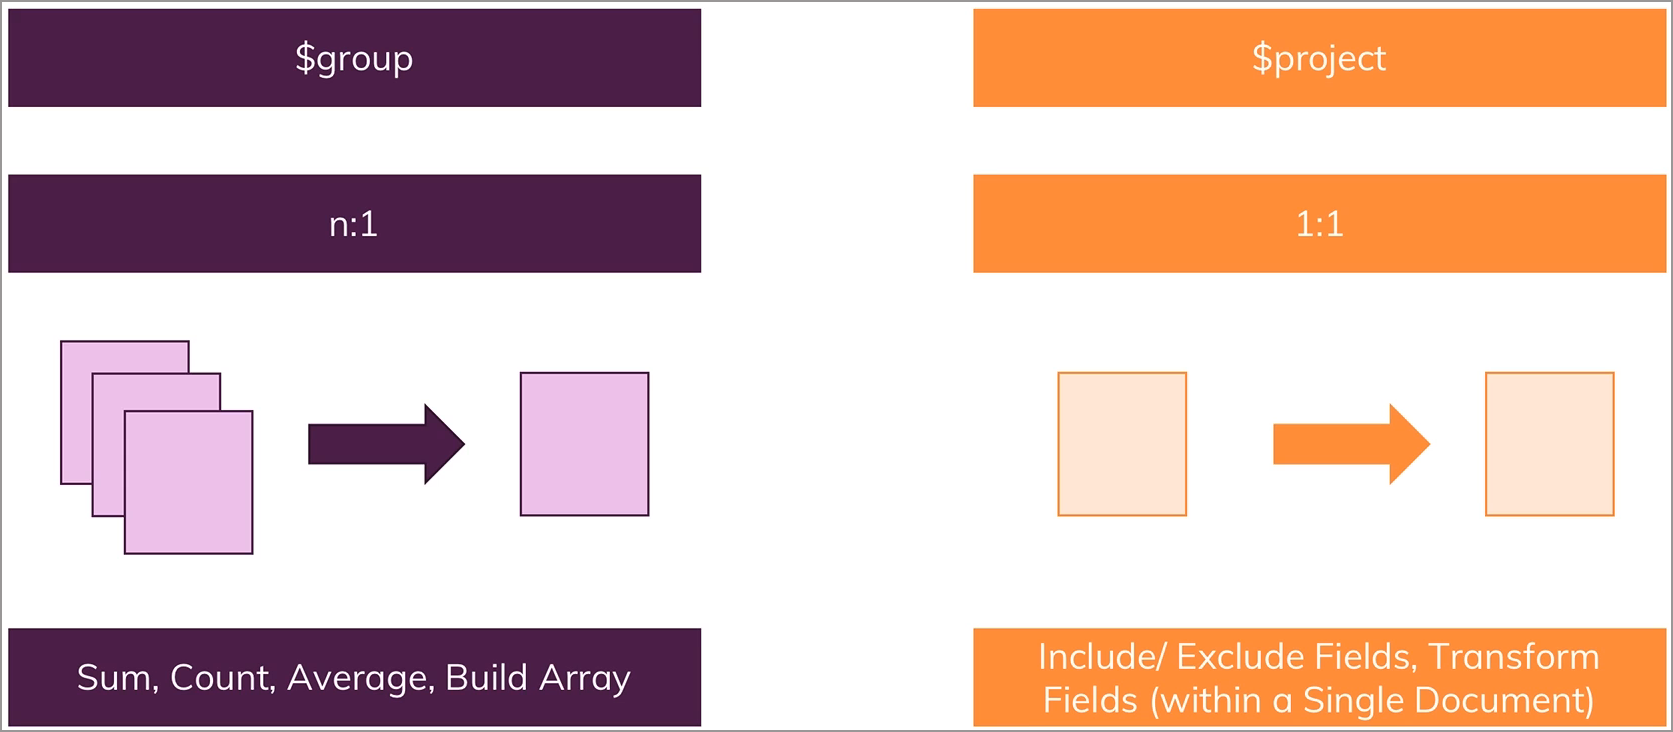 $group
$project
n:1
1:1
Sum, Count, Average, Build Array
Include/ Exclude Fields, Transform
Fields (within a Single Document)